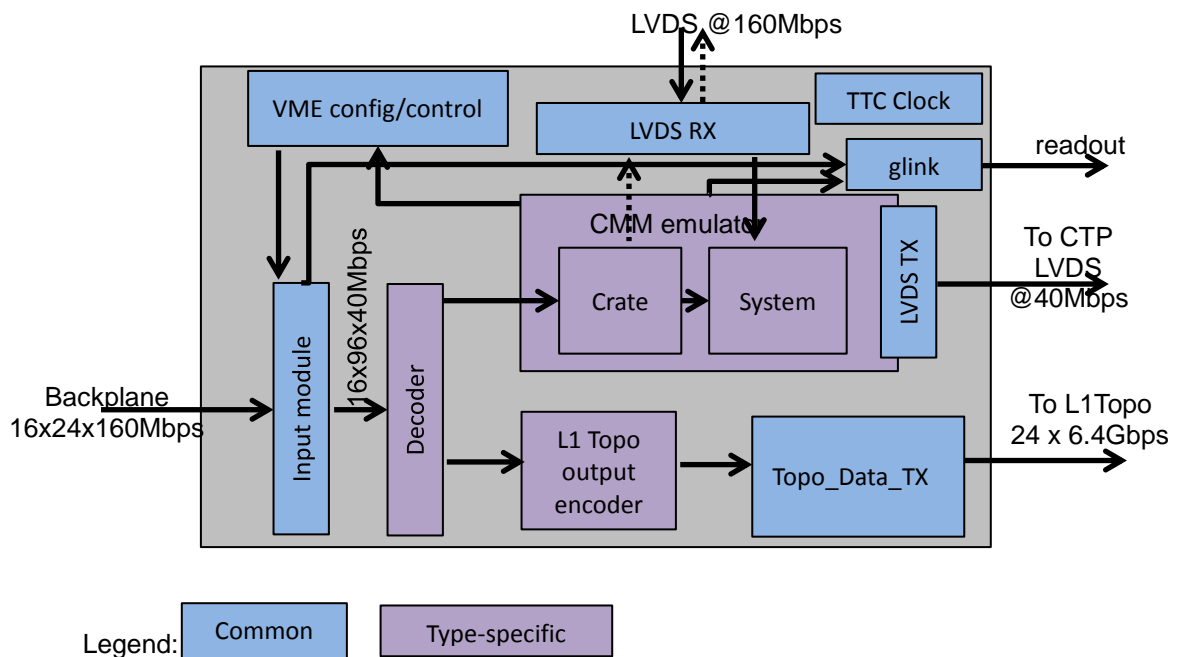 LVDS @160Mbps
VME config/control
TTC Clock
LVDS RX
readout
glink
CMM emulator
To CTP
LVDS
@40Mbps
LVDS TX
Crate
System
16x96x40Mbps
Backplane
16x24x160Mbps
Input module
Decoder
L1 Topo
output
encoder
Topo_Data_TX
To L1Topo
24 x 6.4Gbps
Legend:
Common
Type-specific